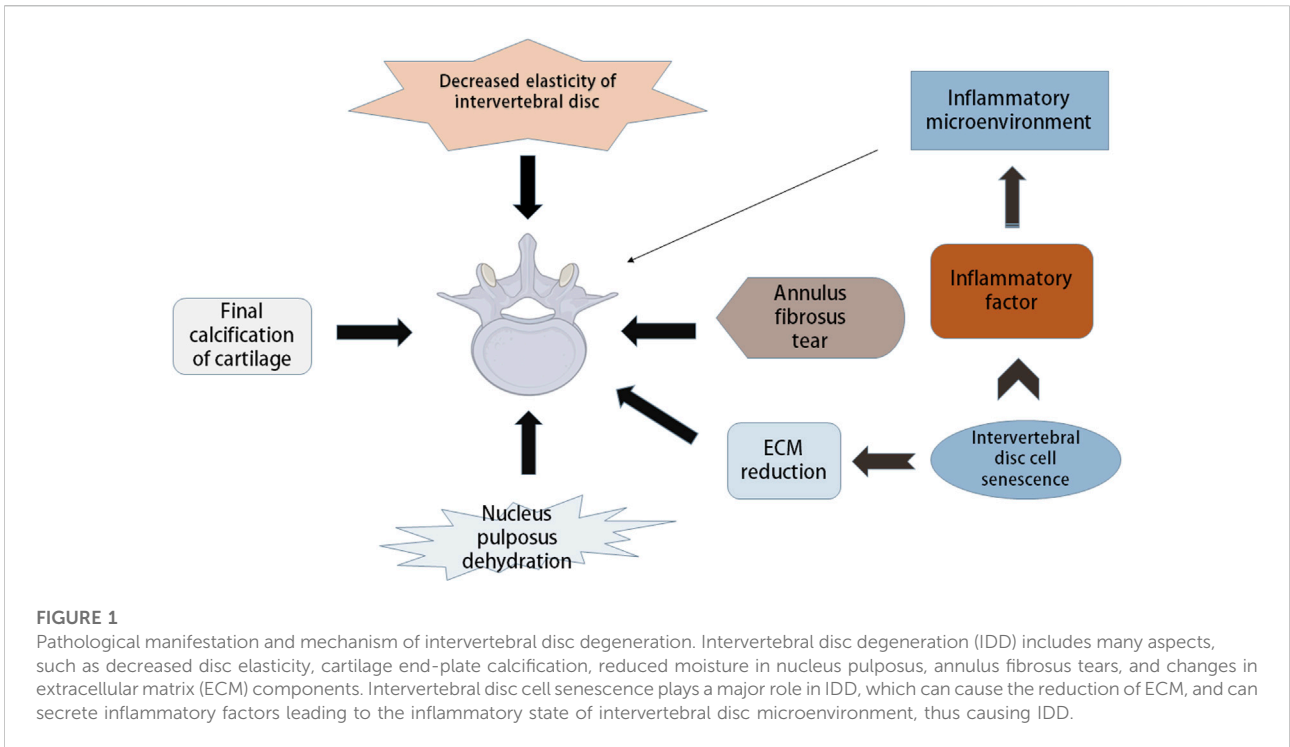 Decreased elasticity of
intervertebral disc
Inflammatory
microenvironment
Inflammatory
factor
Final
calcification
of cartilage
Annulus
fibrosus
tear
ECM
reduction
Intervertebral
disc cell
senescence
Nucleus
pulposus
dehydration
FIGURE 1
Pathological manifestation and mechanism of intervertebral disc degeneration. Intervertebral disc degeneration (IDD) includes many aspects,
such as decreased disc elasticity, cartilage end-plate calcification, reduced moisture in nucleus pulposus, annulus fibrosus tears, and changes in
extracellular matrix (ECM) components. Intervertebral disc cell senescence plays a major role in IDD, which can cause the reduction of ECM, and can
secrete inflammatory factors leading to the inflammatory state of intervertebral disc microenvironment, thus causing IDD.